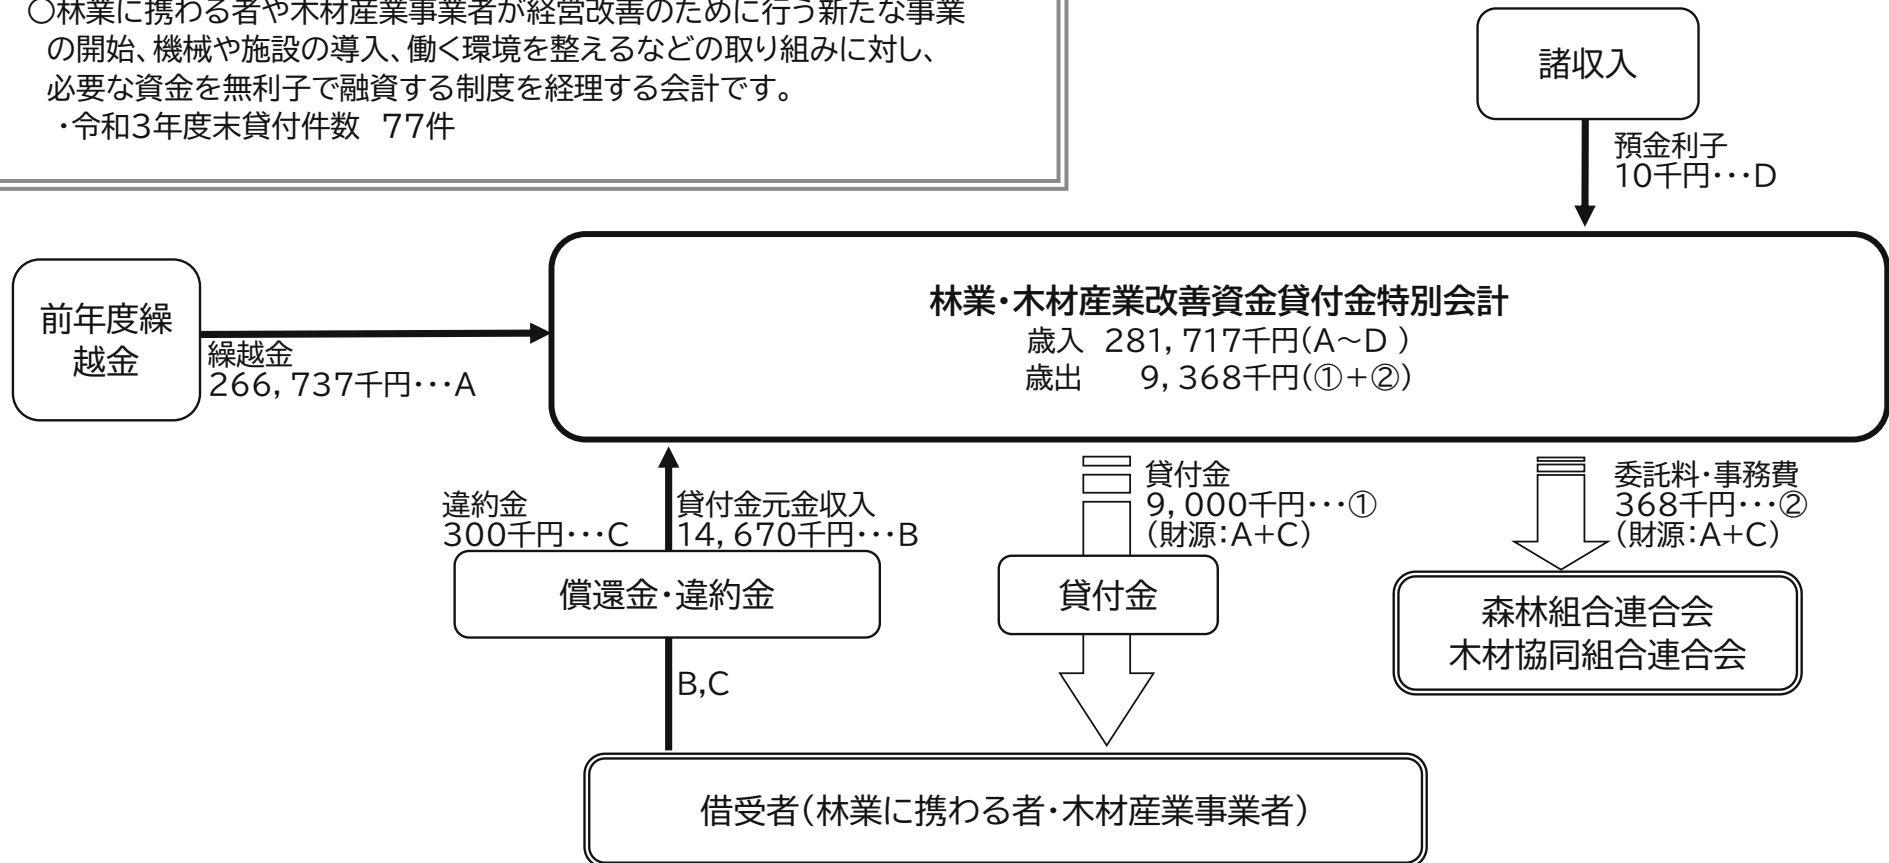 ○林業に携わる者や木材産業事業者が経営改善のために行う新たな事業
の開始、機械や施設の導入、働く環境を整えるなどの取り組みに対し、
必要な資金を無利子で融資する制度を経理する会計です。
・令和3年度末貸付件数 77件
諸収入
預金利子
10千円・・・D
前年度繰
越金
繰越金
266,737千円・・・A
林業・木材産業改善資金貸付金特別会計
歳入 281,717千円(A～D )
歳出 9,368千円(①＋②)
違約金
300千円・・・C
貸付金元金収入
14,670千円・・・B
貸付金
9,000千円・・・①
(財源：A+C)
委託料・事務費
368千円・・・②
(財源：A+C)
償還金・違約金
貸付金
森林組合連合会
木材協同組合連合会
B,C
借受者(林業に携わる者・木材産業事業者)